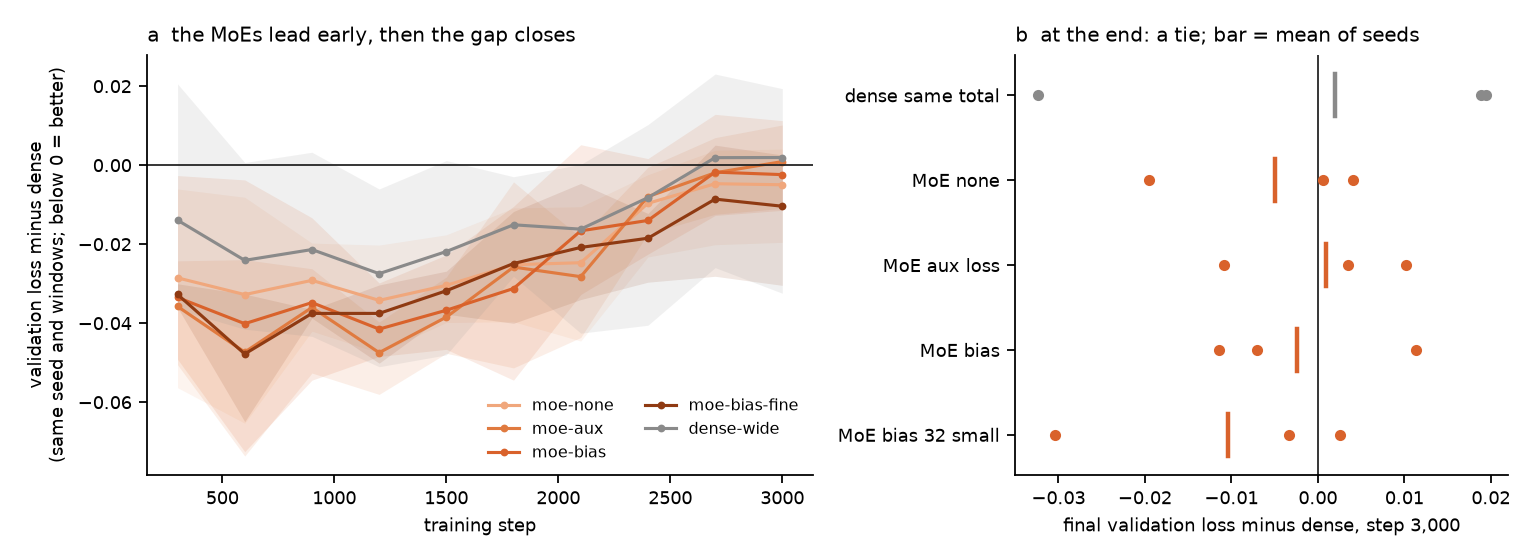 a  the MoEs lead early, then the gap closes
validation loss minus dense
(same seed and windows; below 0 = better)
0.02
0.00
−0.02
−0.04
−0.06
moe-none
moe-aux
moe-bias
moe-bias-fine
dense-wide
500
1000
1500
2000
2500
3000
training step
b  at the end: a tie; bar = mean of seeds
dense same total
MoE none
MoE aux loss
MoE bias
MoE bias 32 small
−0.03
−0.02
−0.01
0.00
0.01
0.02
final validation loss minus dense, step 3,000